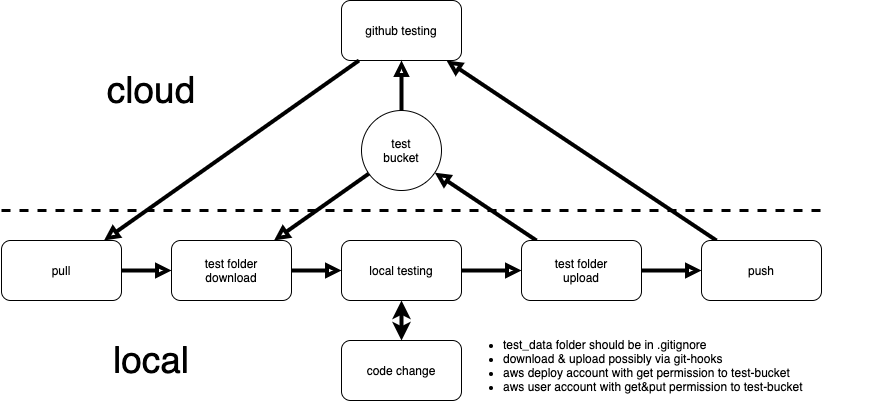 github testing
cloud
test
bucket
pull
test folder
download
local testing
test folder
upload
push
local
code change
• test_data folder should be in .gitignore
• download & upload possibly via git-hooks
• aws deploy account with get permission to test-bucket
• aws user account with get&put permission to test-bucket